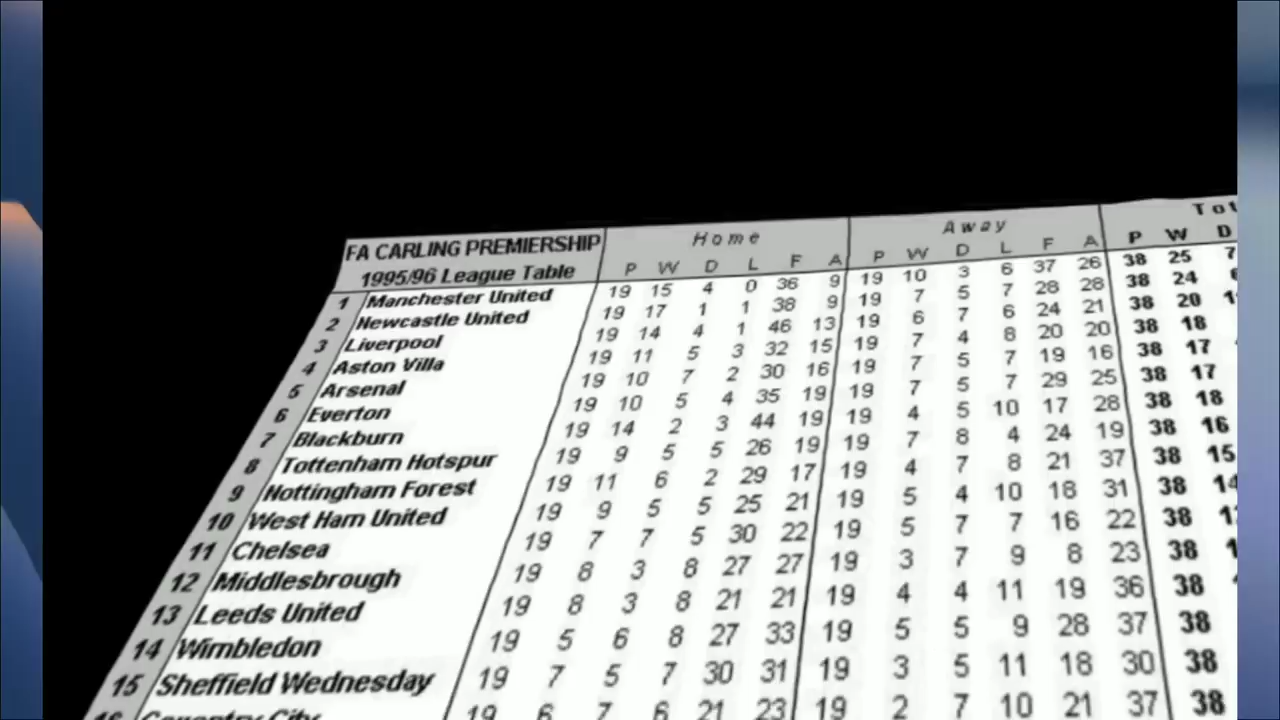 FA CARLING PREMIERSHIP Home Away
1995/96 League Table P W D L F A P W D L F A P W D
1 Manchester United 19 15 4 0 36 9 19 10 3 6 37 26 38 25 7
2 Newcastle United 19 17 1 1 38 9 19 7 5 7 28 28 38 24
3 Liverpool 19 14 4 1 46 13 19 6 7 6 24 21 38 20
4 Aston Villa 19 11 5 3 32 15 19 7 4 8 20 20 38 18
5 Arsenal 19 10 7 2 30 16 19 7 5 7 19 16 38 17
6 Everton 19 10 5 4 35 19 19 7 5 7 29 25 38 17
7 Blackburn 19 14 2 3 44 19 19 4 5 10 17 28 38 18
8 Tottenham Hotspur 19 9 5 5 26 19 19 7 8 4 24 19 38 16
9 Nottingham Forest 19 11 6 2 29 17 19 4 7 8 21 37 38 15
10 West Ham United 19 9 5 5 25 21 19 5 4 10 18 31 38 14
11 Chelsea 19 7 7 5 30 22 19 5 7 7 16 22 38
12 Middlesbrough 19 8 3 8 27 27 19 3 7 9 8 23 38
13 Leeds United 19 8 3 8 21 21 19 4 4 11 19 36 38
14 Wimbledon 19 5 6 8 27 33 19 5 5 9 28 37 38
15 Sheffield Wednesday 19 7 5 7 30 31 19 3 5 11 18 30 38
16 Coventry City 19 6 7 6 21 23 19 2 7 10 21 37 38